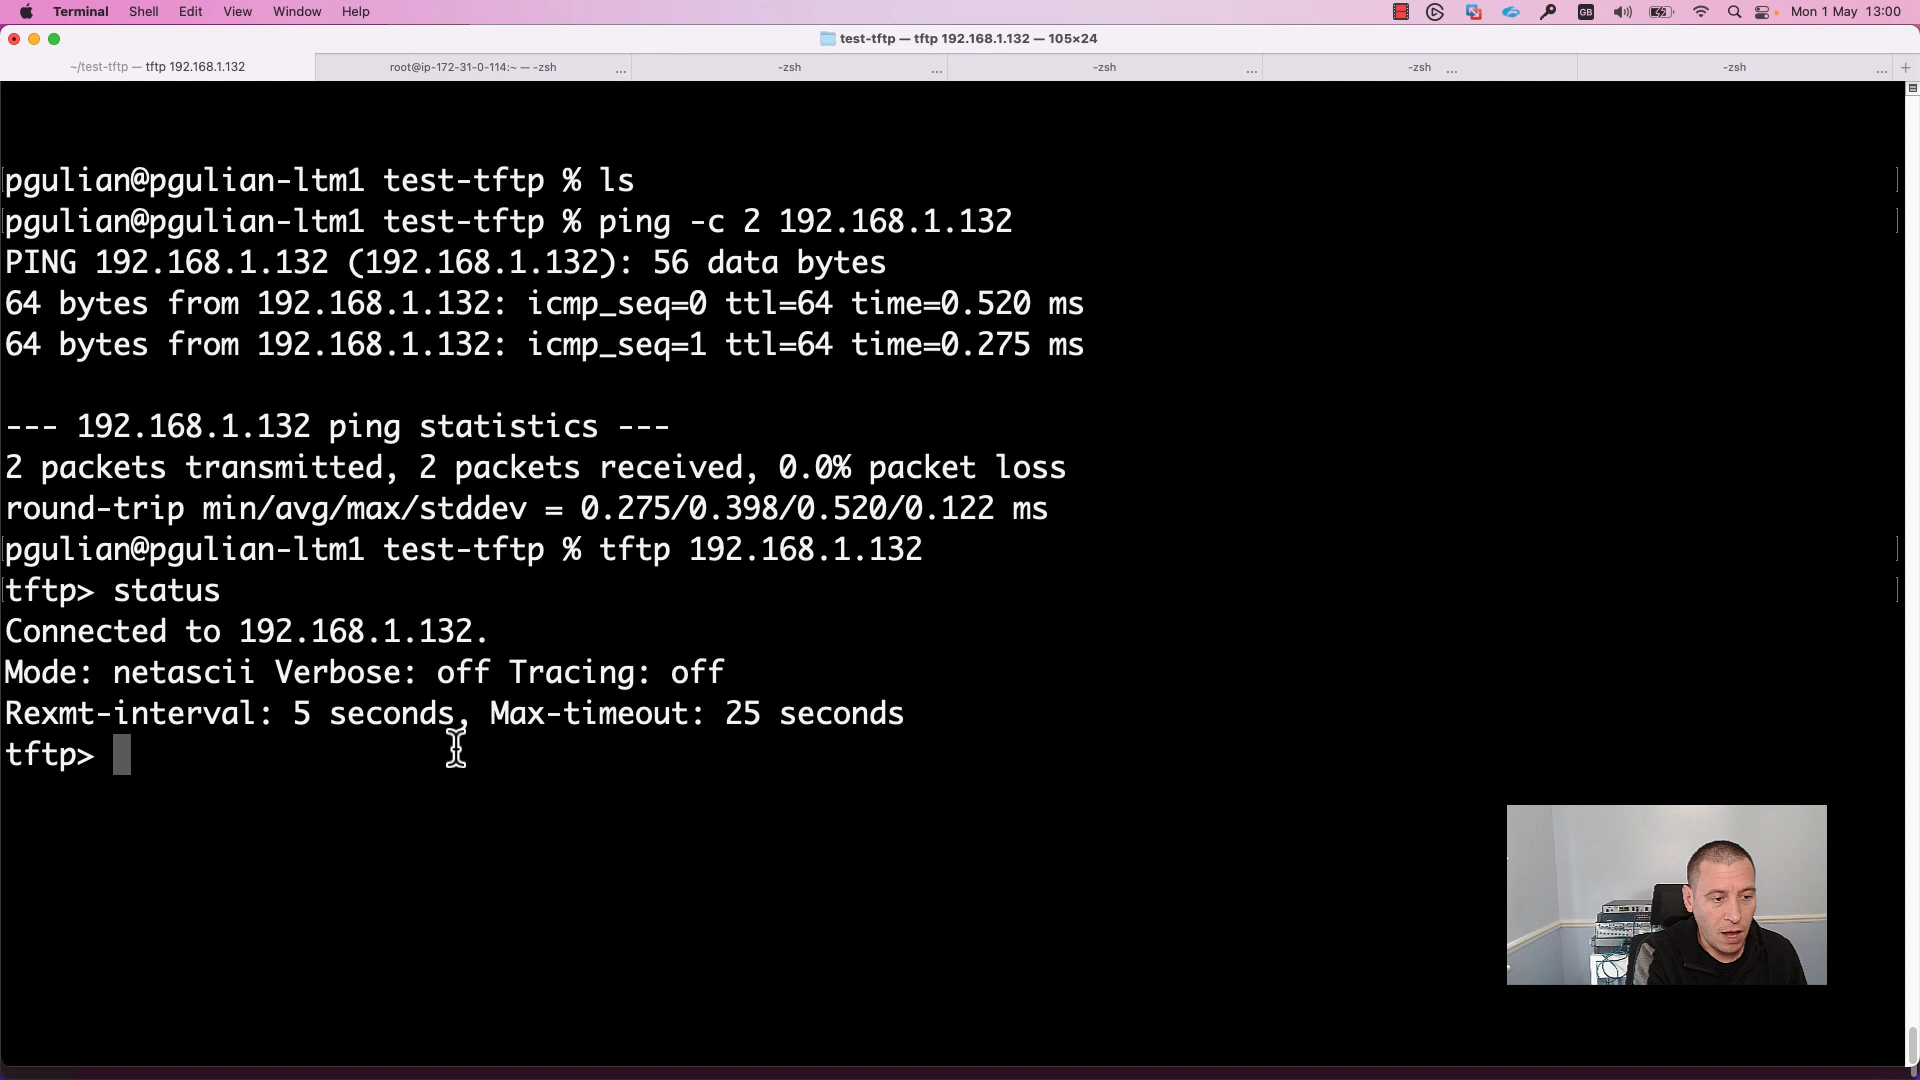 Terminal Shell Edit View Window Help GB Mon 1 May 13:00
test-tftp — tftp 192.168.1.132 — 105×24
~/test-tftp — tftp 192.168.1.132 root@ip-172-31-0-114:~ — -zsh ... -zsh ... -zsh ... -zsh ... -zsh ... +
pgulian@pgulian-ltm1 test-tftp % ls
pgulian@pgulian-ltm1 test-tftp % ping -c 2 192.168.1.132
PING 192.168.1.132 (192.168.1.132): 56 data bytes
64 bytes from 192.168.1.132: icmp_seq=0 ttl=64 time=0.520 ms
64 bytes from 192.168.1.132: icmp_seq=1 ttl=64 time=0.275 ms
--- 192.168.1.132 ping statistics ---
2 packets transmitted, 2 packets received, 0.0% packet loss
round-trip min/avg/max/stddev = 0.275/0.398/0.520/0.122 ms
pgulian@pgulian-ltm1 test-tftp % tftp 192.168.1.132
tftp> status
Connected to 192.168.1.132.
Mode: netascii Verbose: off Tracing: off
Rexmt-interval: 5 seconds, Max-timeout: 25 seconds
tftp>